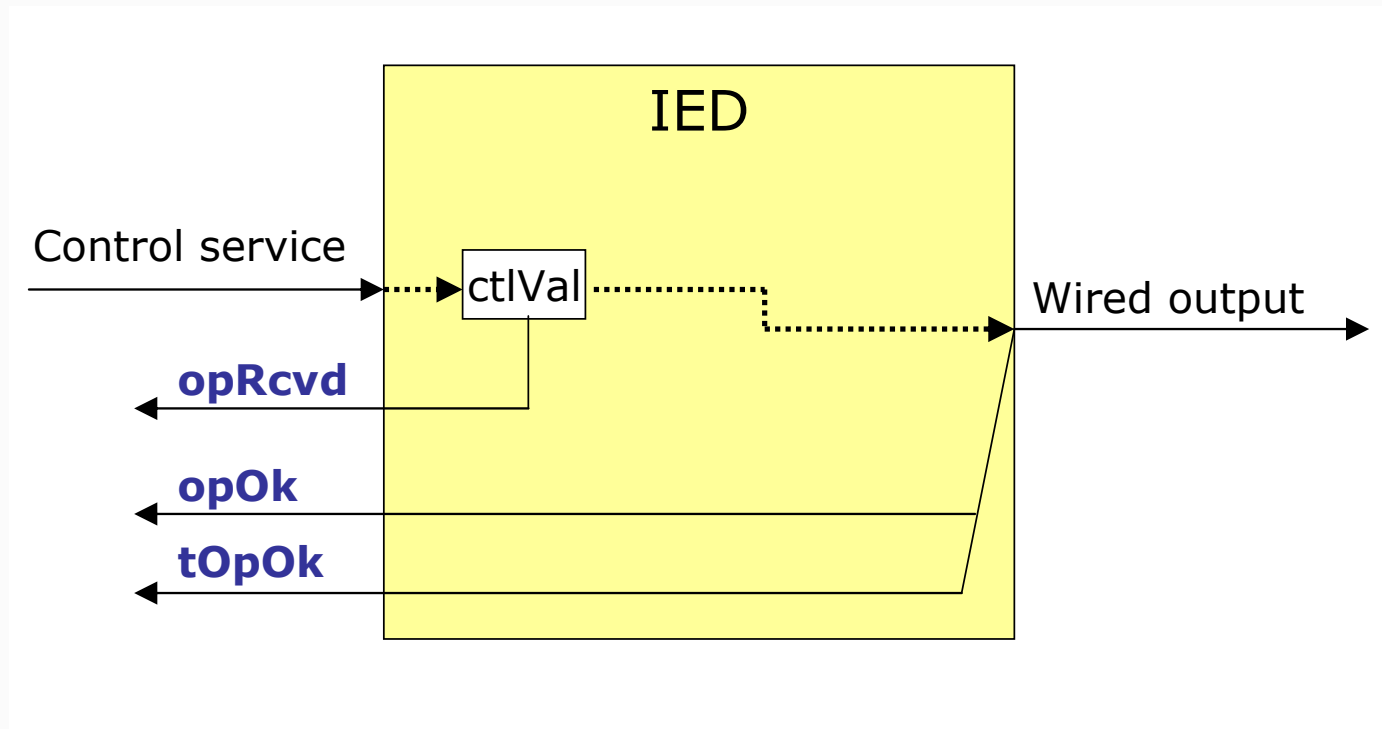 IED
Control service
ctlVal
Wired output
opRcvd
opOk
tOpOk